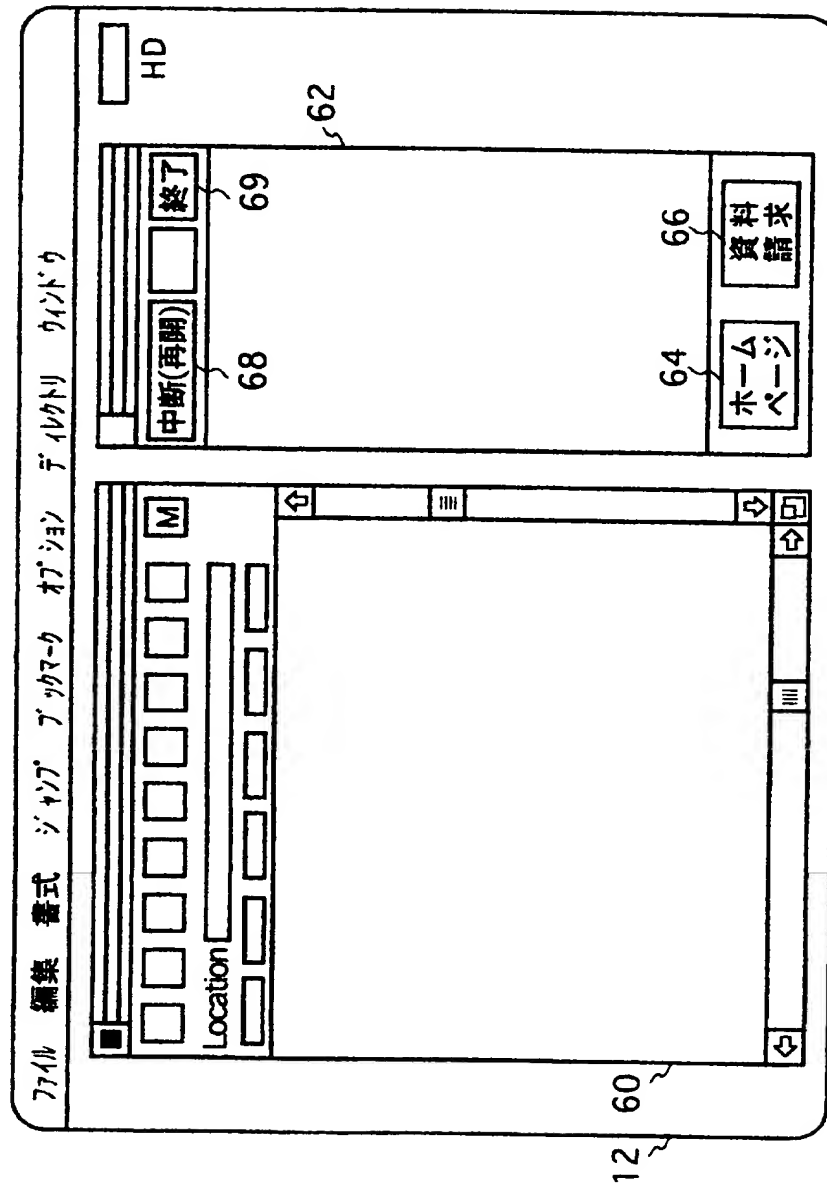 ファイル 編集 書式 ジャンプ ブックマーク オプション ディレクトリ ウィンドウ
HD
M
Location
中断(再開)
終了
68
69
62
64
66
ホーム
ページ
資料
請求
60
12